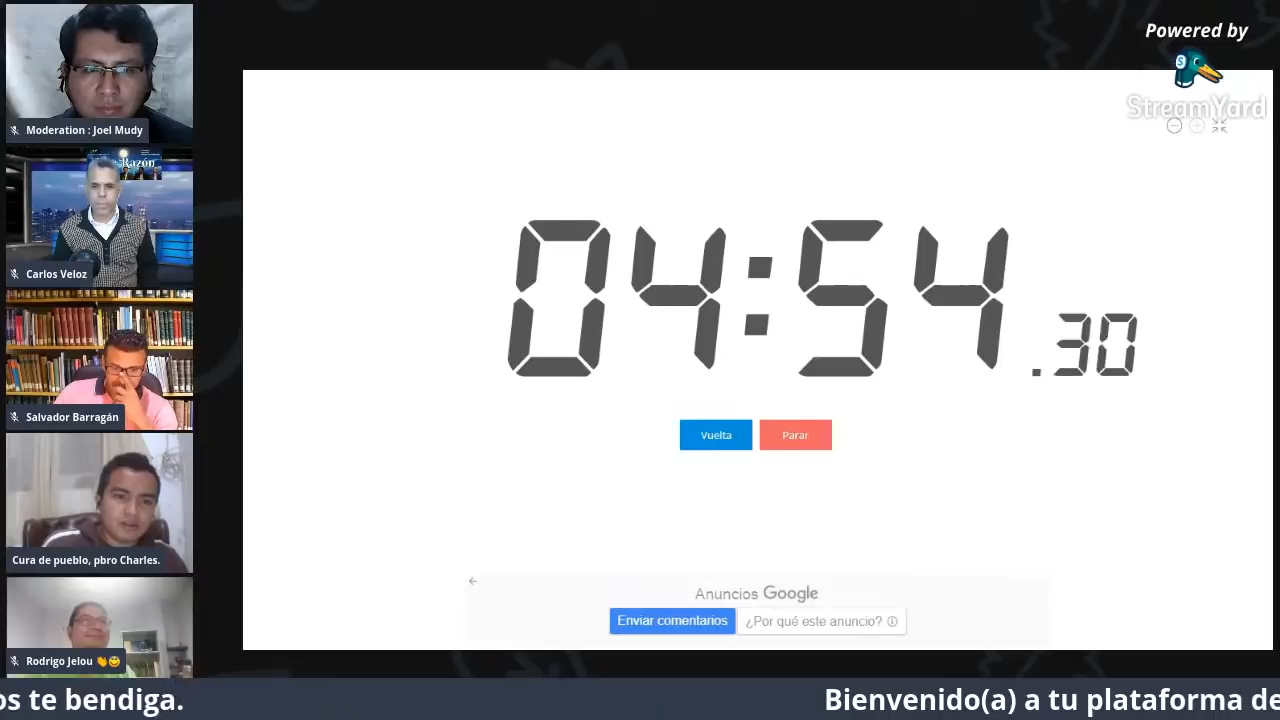 Powered by
StreamYard
Moderation : Joel Mudy
Razón
Carlos Veloz
Salvador Barragán
Cura de pueblo, pbro Charles.
Rodrigo Jelou 👏😊
04:54.30
Vuelta
Parar
Anuncios Google
Enviar comentarios
¿Por qué este anuncio?
os te bendiga.
Bienvenido(a) a tu plataforma de